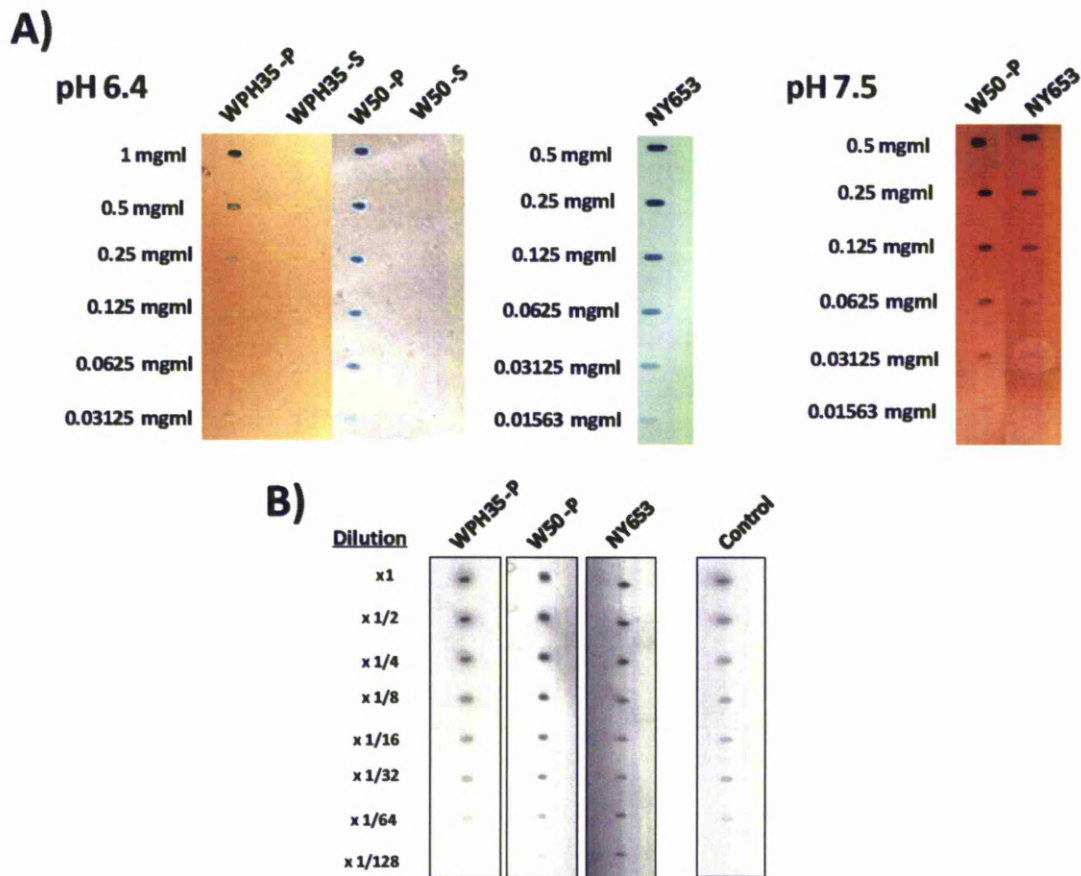 A)
pH 6.4
WPH35 -P
WPH35 -S
W50 -P
W50 -S
1 mgml
0.5 mgml
0.25 mgml
0.125 mgml
0.0625 mgml
0.03125 mgml
NY653
0.5 mgml
0.25 mgml
0.125 mgml
0.0625 mgml
0.03125 mgml
0.01563 mgml
pH 7.5
W50 -P
NY653
0.5 mgml
0.25 mgml
0.125 mgml
0.0625 mgml
0.03125 mgml
0.01563 mgml
B)
Dilution
WPH35 -P
W50 -P
NY653
Control
x1
x 1/2
x 1/4
x 1/8
x 1/16
x 1/32
x 1/64
x 1/128